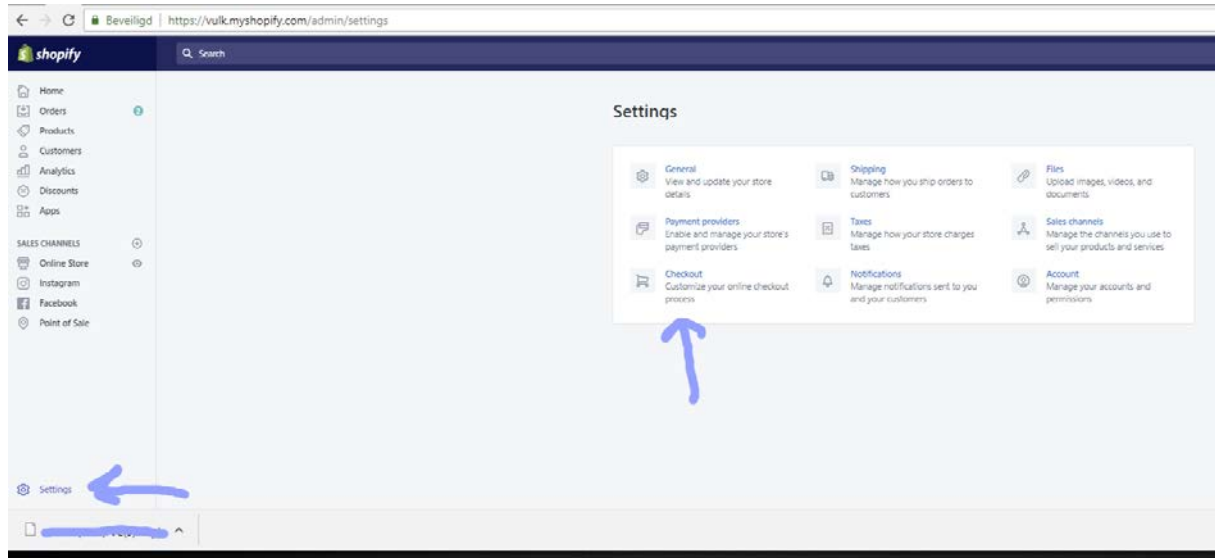 Beveiligd | https://vulk.myshopify.com/admin/settings
shopify
Search
Home
Orders
Products
Customers
Analytics
Discounts
Apps
SALES CHANNELS
Online Store
Instagram
Facebook
Point of Sale
Settings
Settings
General
View and update your store
details
Shipping
Manage how you ship orders to
customers
Files
Upload images, videos, and
documents
Payment providers
Enable and manage your store's
payment providers
Taxes
Manage how your store charges
taxes
Sales channels
Manage the channels you use to
sell your products and services
Checkout
Customize your online checkout
process
Notifications
Manage notifications sent to you
and your customers
Account
Manage your accounts and
permissions